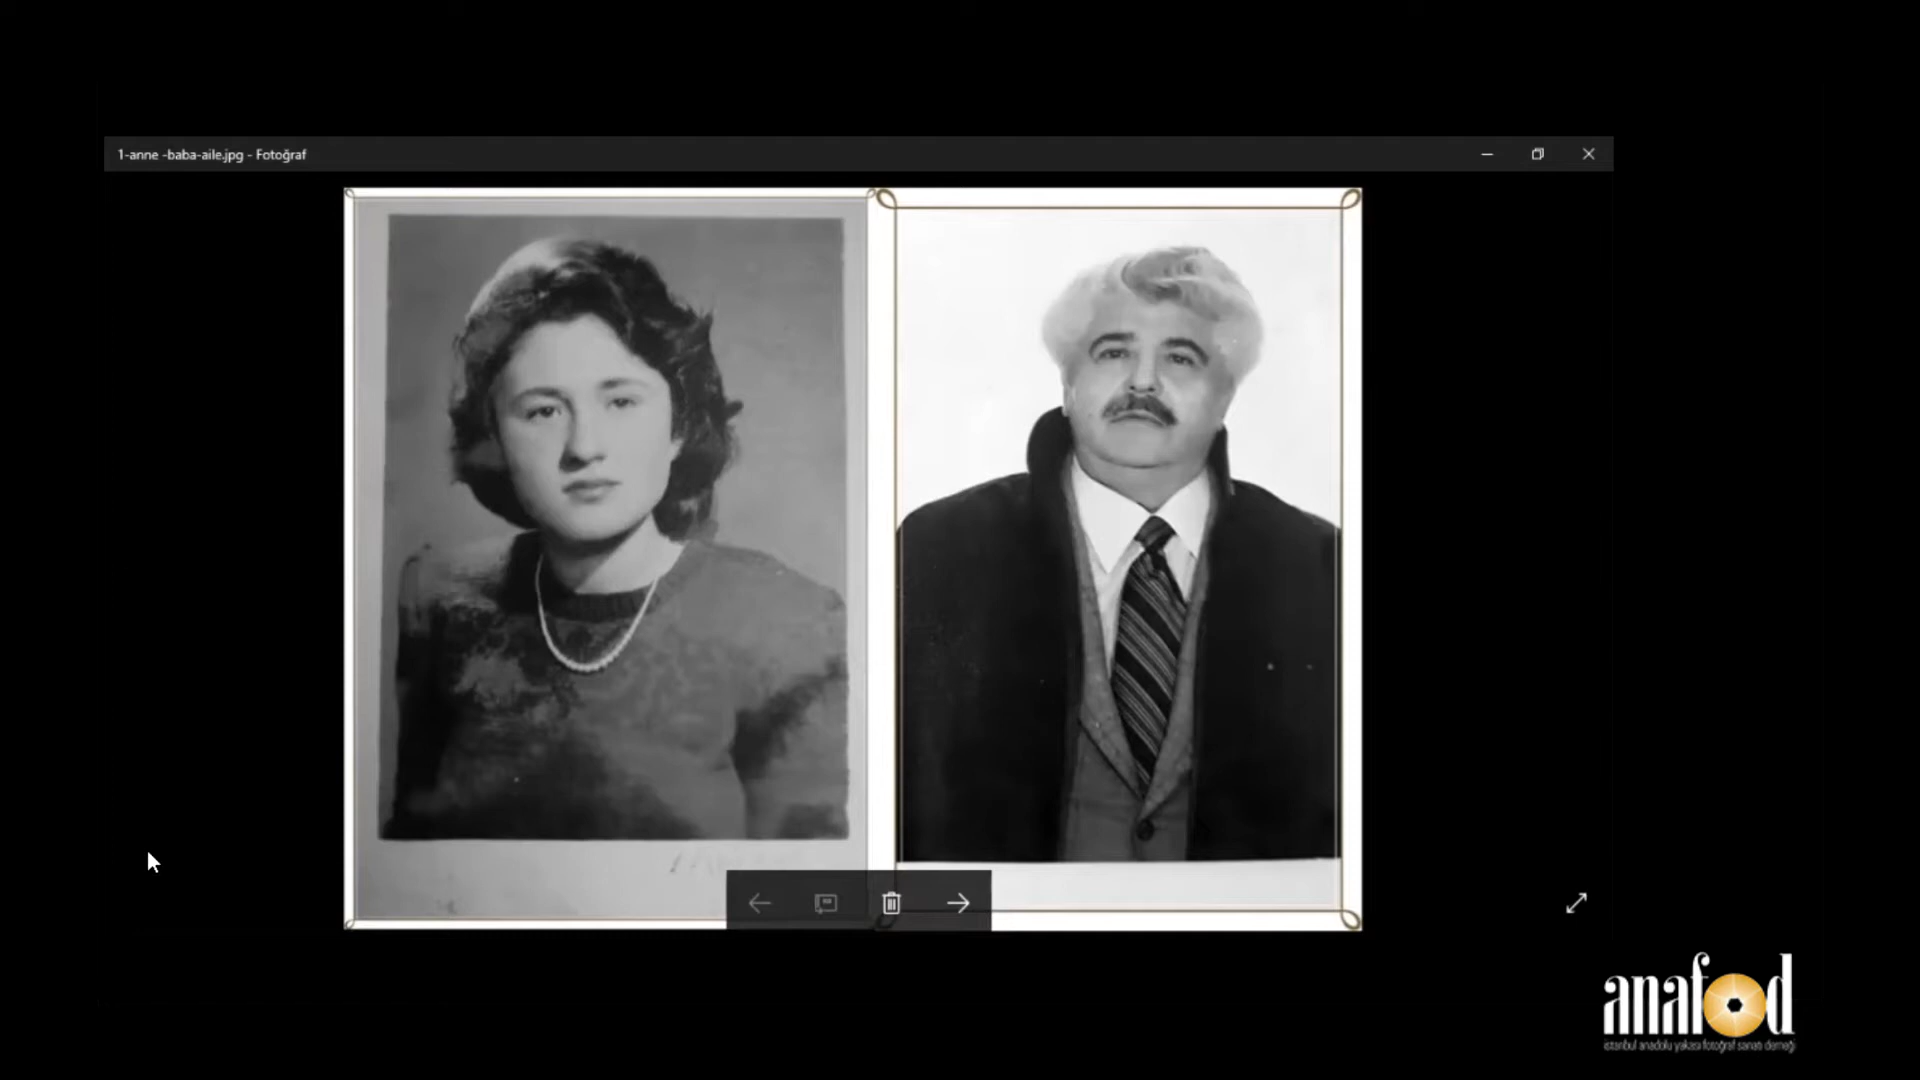 1-anne -baba-aile.jpg - Fotoğraf
anafod
istanbul anadolu yakası fotoğraf sanatı derneği